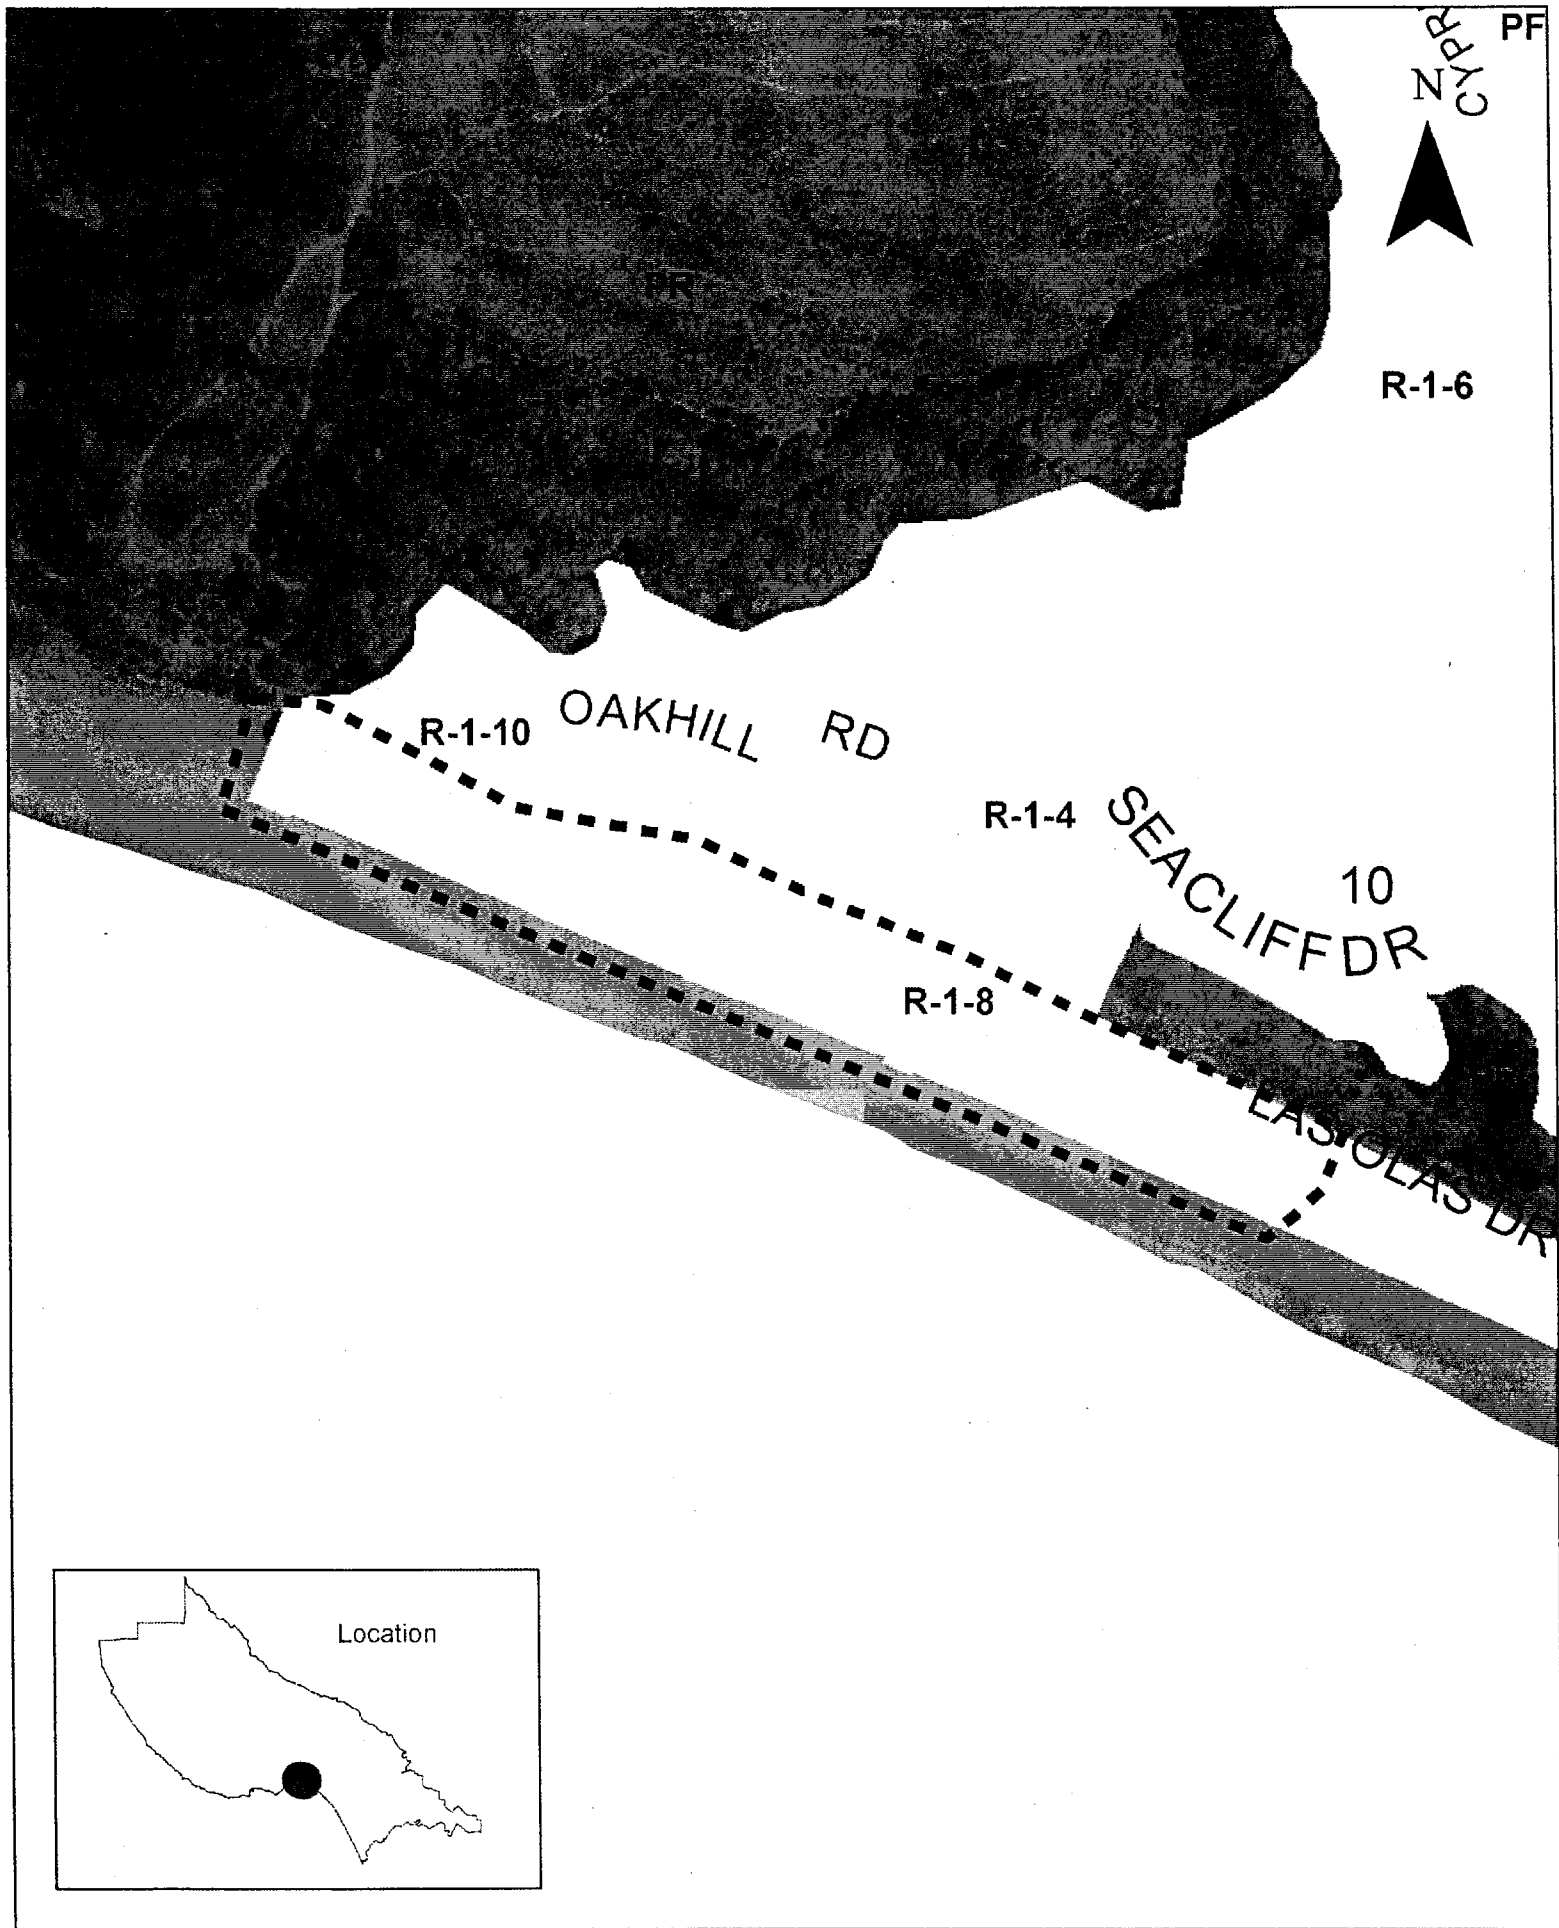 CYPR
PF
N
PR
R-1-6
OAKHILL RD
R-1-10
R-1-4
SEACLIFF DR
10
R-1-8
LAS OLAS DR
Location